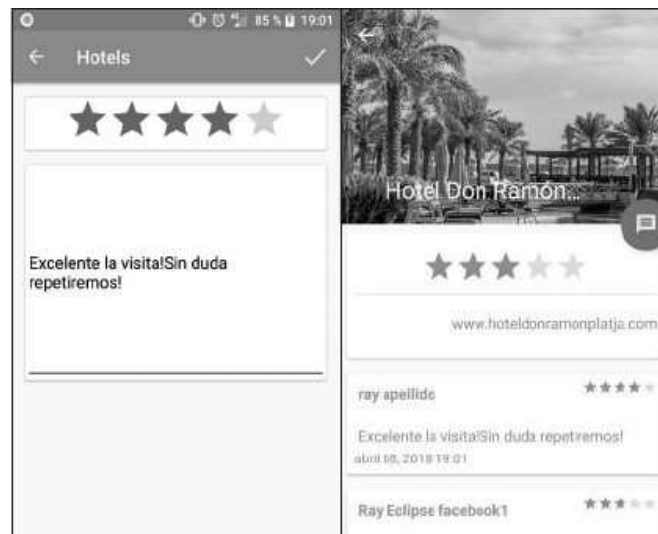 85 % 19:01
Hotels
Excelente la visita!Sin duda
repetiremos!
Hotel Don Ramón...
www.hoteldonramonplatja.com
ray apellido
Excelente la visita!Sin duda repetiremos!
abril 08, 2018 19:01
Ray Eclipse facebook1